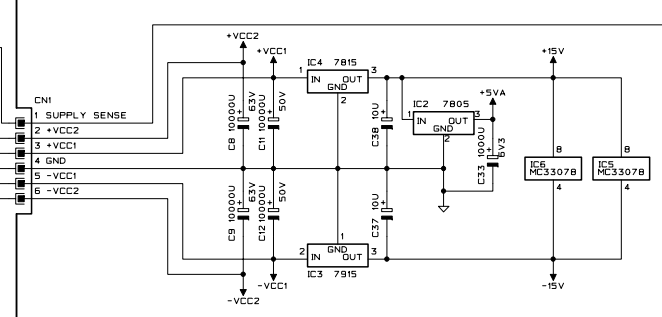 +VCC2
+VCC1
IC4 7815
+15V
1 IN OUT 3
GND
2
CN1
1 SUPPLY SENSE
2 +VCC2
3 +VCC1
4 GND
5 -VCC1
6 -VCC2
C8 10000U 63V
C11 10000U 50V
C38 10U
IC2 7805
+5VA
1 IN OUT 3
GND
2
C33 1000U 6V3
8
8
IC6
MC33078
IC5
MC33078
4
4
C9 10000U 63V
C12 10000U 50V
C37 10U
1
GND
2 IN OUT 3
IC3 7915
-VCC1
-VCC2
-15V